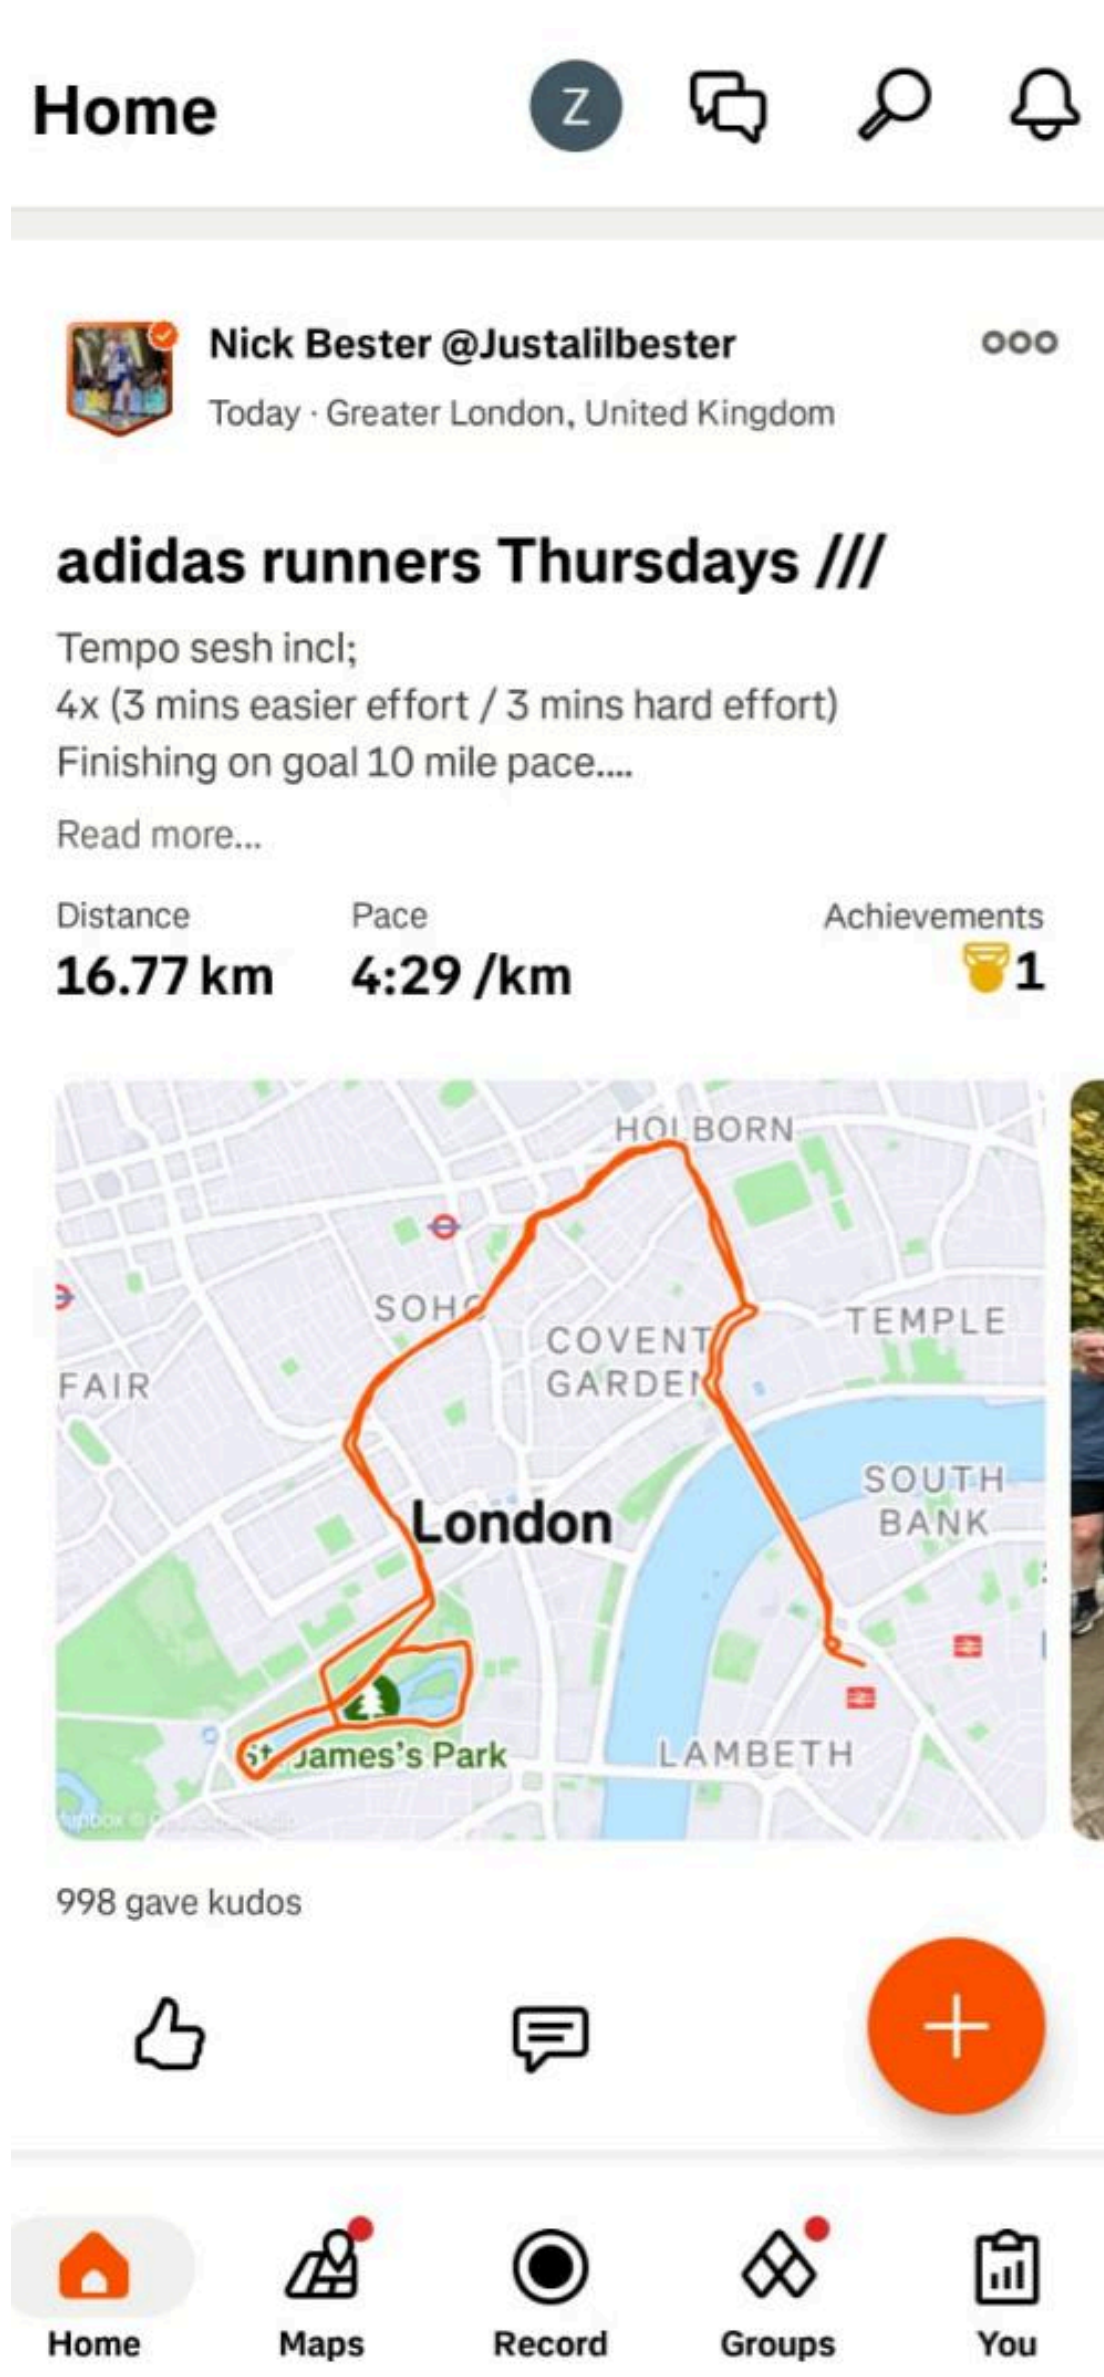 Home
Z
Nick Bester @Justalilbester
Today · Greater London, United Kingdom
adidas runners Thursdays ///
Tempo sesh incl;
4x (3 mins easier effort / 3 mins hard effort)
Finishing on goal 10 mile pace....
Read more...
Distance
Pace
Achievements
16.77 km
4:29 /km
1
HOLBORN
SOHO
COVENT
GARDEN
TEMPLE
FAIR
SOUTH
BANK
London
St James's Park
LAMBETH
998 gave kudos
Home
Maps
Record
Groups
You